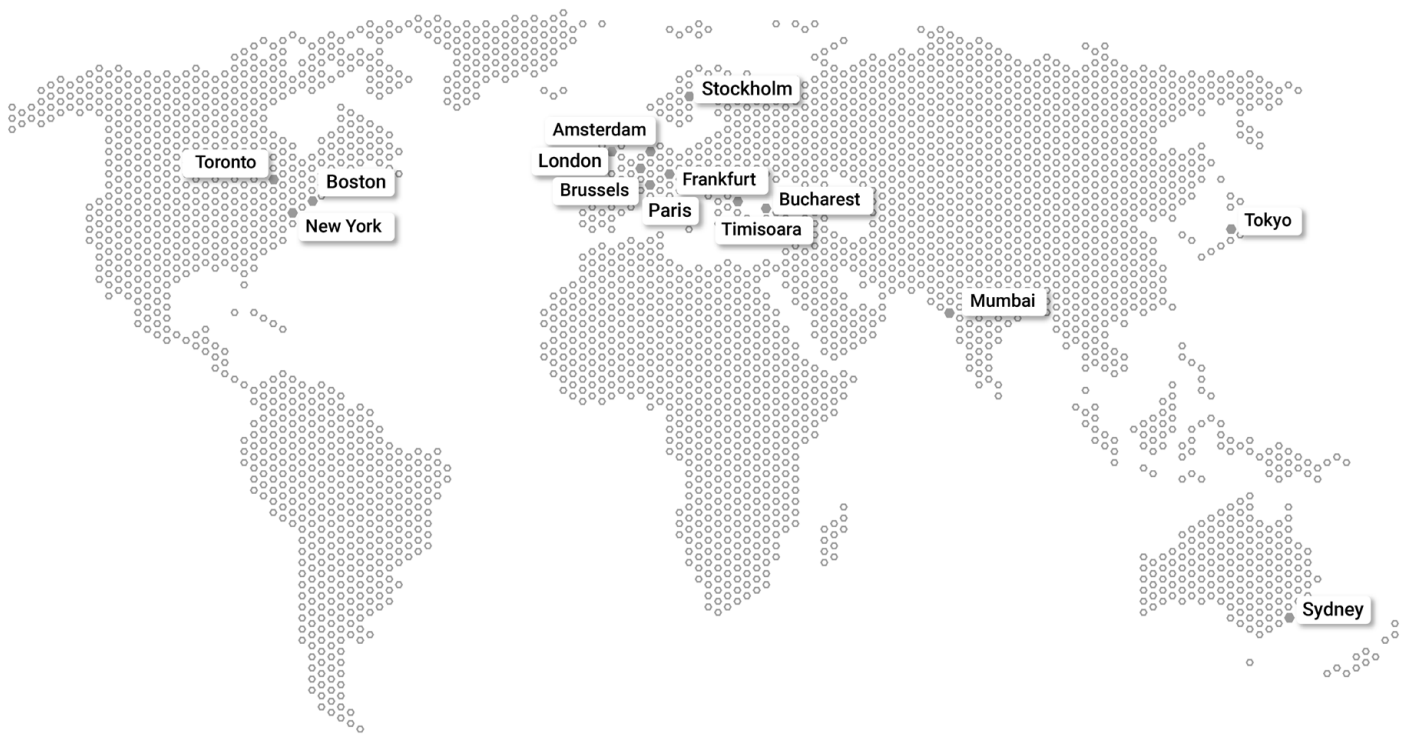 Stockholm
Amsterdam
London
Toronto
Boston
Frankfurt
Brussels
Bucharest
Paris
Tokyo
New York
Timisoara
Mumbai
Sydney